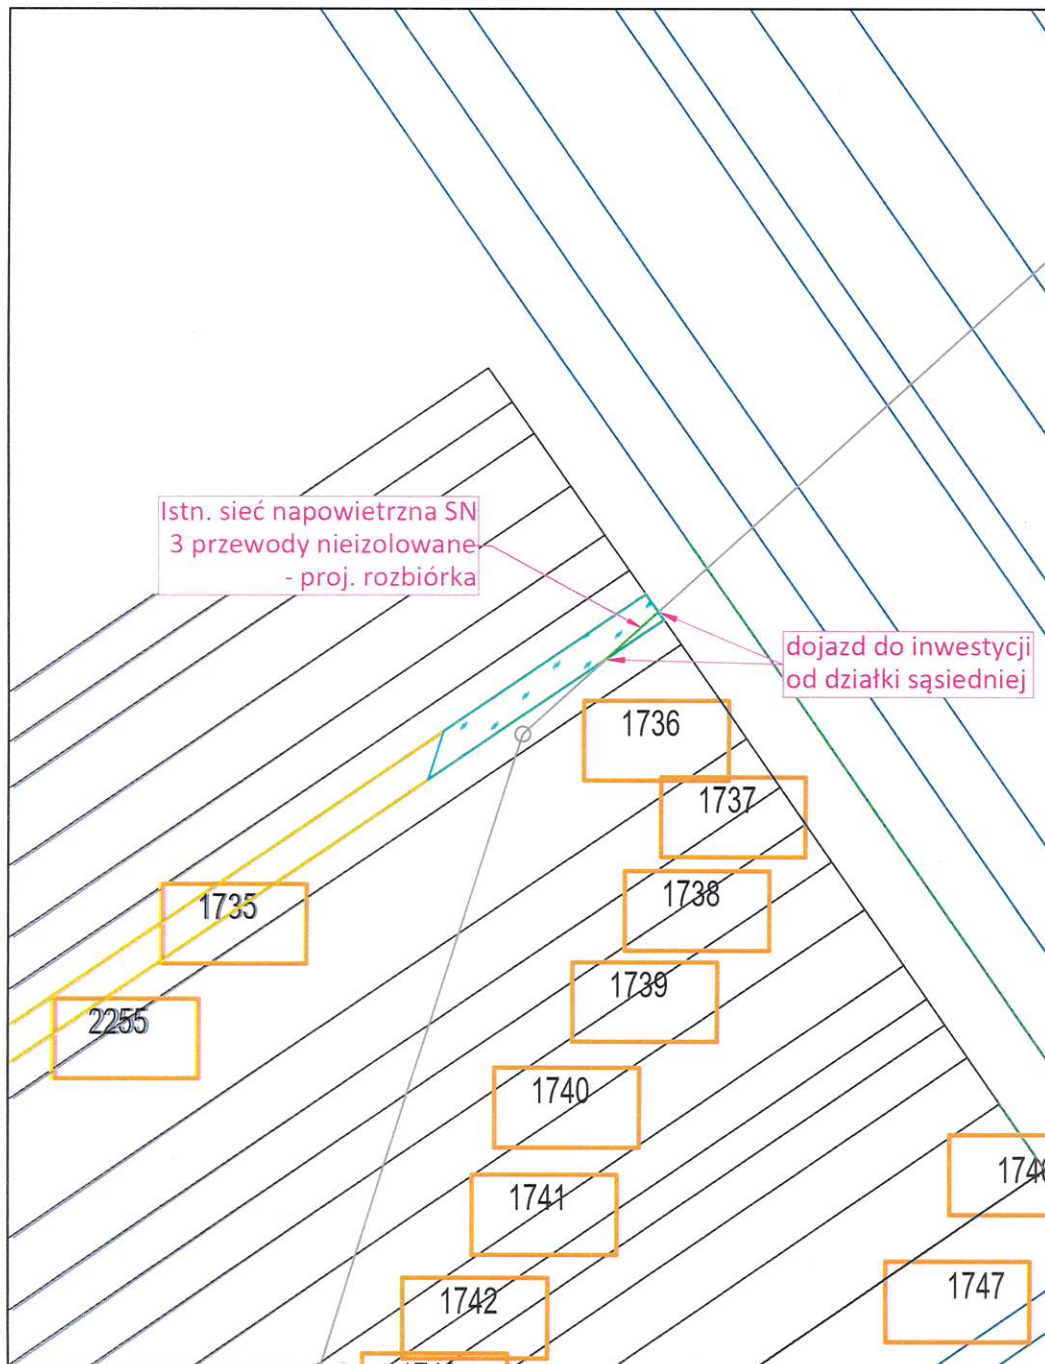 Istn. sieć napowietrzna SN
3 przewody nieizolowane
- proj. rozbiórka
dojazd do inwestycji
od działki sąsiedniej
1736
1737
1738
1735
1739
2255
1740
1741
1742
1747